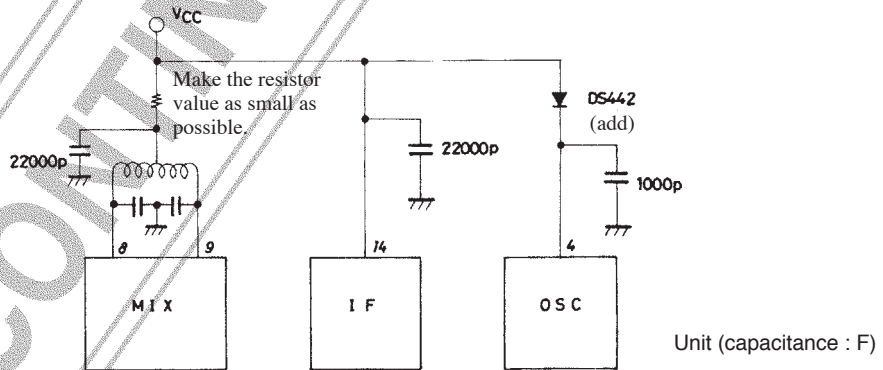 VCC
Make the resistor
value as small as
possible.
DS442
(add)
22000p
22000p
1000p
8
9
14
4
MIX
IF
OSC
Unit (capacitance : F)
CONTIN